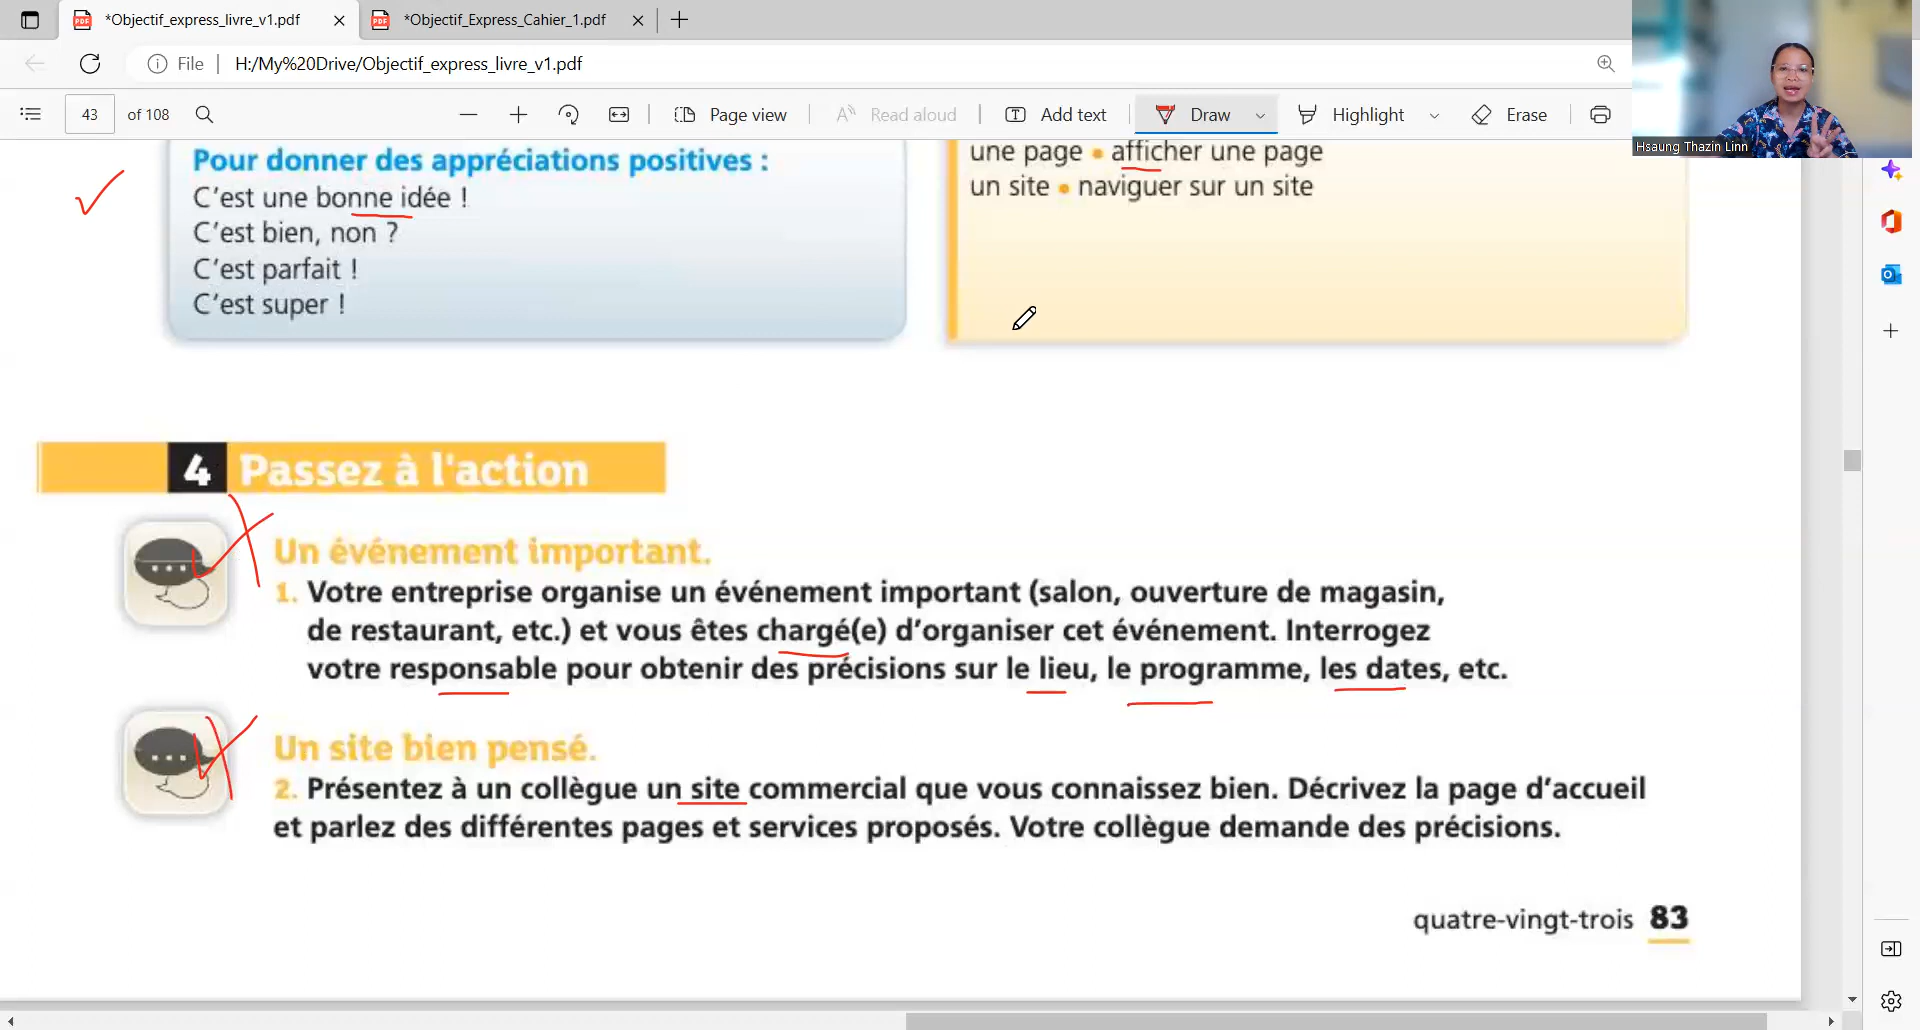 *Objectif_express_livre_v1.pdf
*Objectif_Express_Cahier_1.pdf
File
H:/My%20Drive/Objectif_express_livre_v1.pdf
43 of 108
Page view
Read aloud
Add text
Draw
Highlight
Erase
Hsaung Thazin Linn
Pour donner des appréciations positives :
C'est une bonne idée !
C'est bien, non ?
C'est parfait !
C'est super !
une page • afficher une page
un site • naviguer sur un site
4 Passez à l'action
Un événement important.
1. Votre entreprise organise un événement important (salon, ouverture de magasin,
de restaurant, etc.) et vous êtes chargé(e) d'organiser cet événement. Interrogez
votre responsable pour obtenir des précisions sur le lieu, le programme, les dates, etc.
Un site bien pensé.
2. Présentez à un collègue un site commercial que vous connaissez bien. Décrivez la page d'accueil
et parlez des différentes pages et services proposés. Votre collègue demande des précisions.
quatre-vingt-trois 83